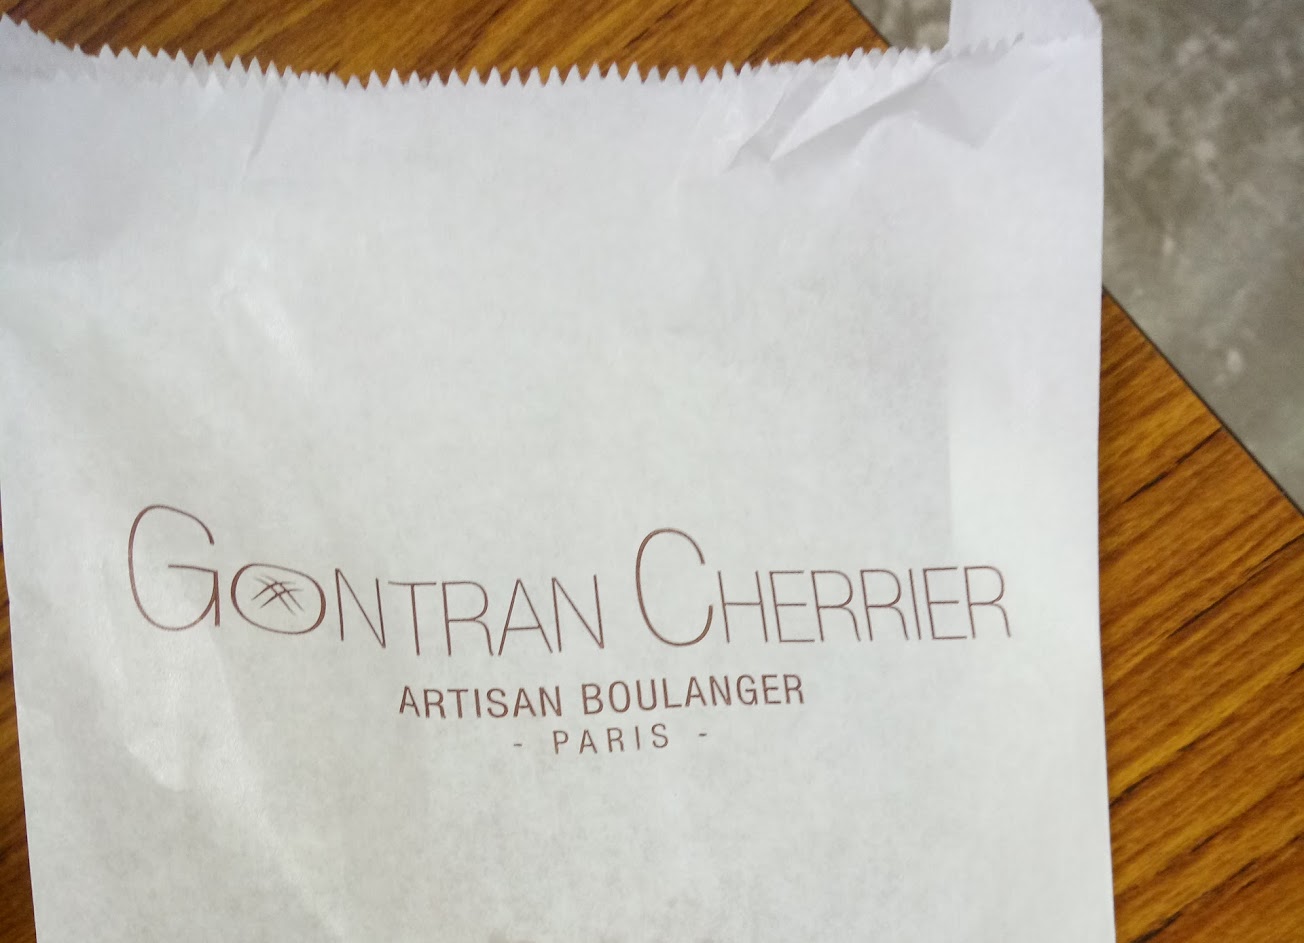 GONTRAN CHERRIER
ARTISAN BOULANGER
- PARIS -